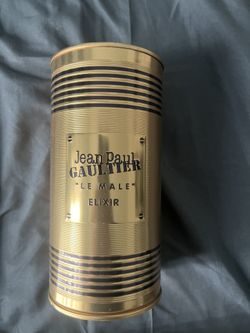 Jean Paul
GAULTIER
"LE MALE"
ELIXIR